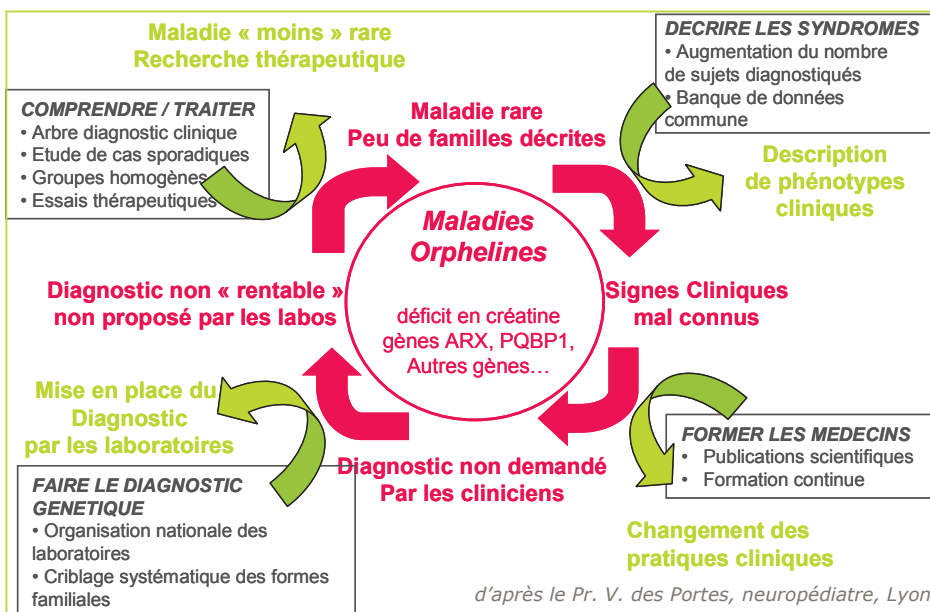 Maladie « moins » rare
Recherche thérapeutique
DECRIRE LES SYNDROMES
• Augmentation du nombre
de sujets diagnostiqués
• Banque de données
commune
COMPRENDRE / TRAITER
• Arbre diagnostic clinique
• Etude de cas sporadiques
• Groupes homogènes
• Essais thérapeutiques
Maladie rare
Peu de familles décrites
Description
de phénotypes
cliniques
Maladies
Orphelines
déficit en créatine
gènes ARX, PQBP1,
Autres gènes…
Diagnostic non « rentable »
non proposé par les labos
Signes Cliniques
mal connus
Mise en place du
Diagnostic
par les laboratoires
Diagnostic non demandé
Par les cliniciens
FORMER LES MEDECINS
• Publications scientifiques
• Formation continue
FAIRE LE DIAGNOSTIC
GENETIQUE
• Organisation nationale des
laboratoires
• Criblage systématique des formes
familiales
Changement des
pratiques cliniques
d'après le Pr. V. des Portes, neuropédiatre, Lyon